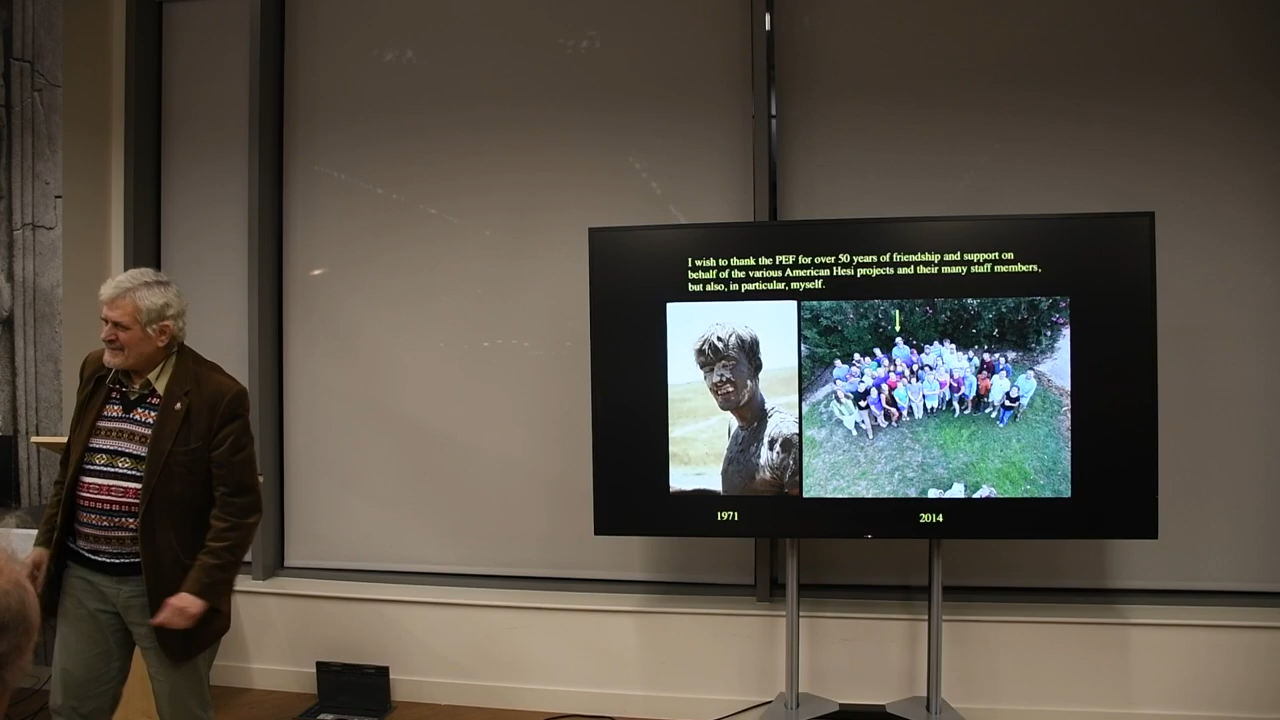 I wish to thank the PEF for over 50 years of friendship and support on
behalf of the various American Hesi projects and their many staff members,
but also, in particular, myself.
1971
2014